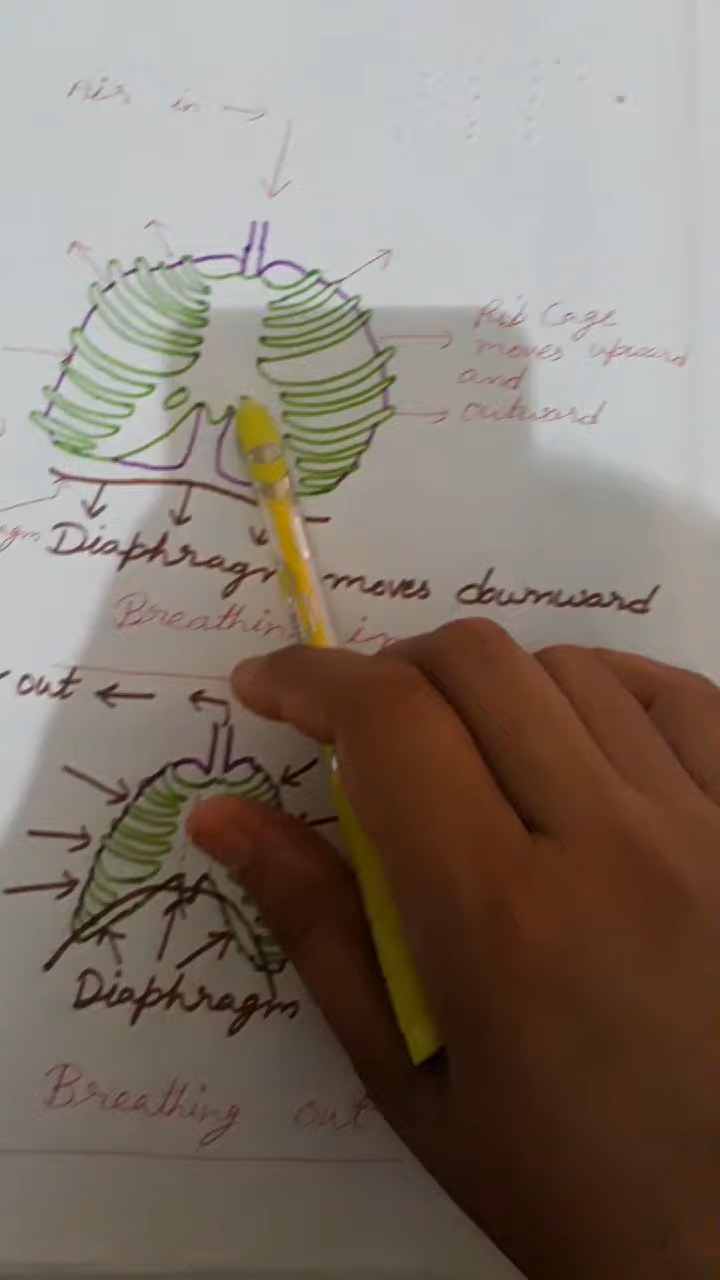 Air in →
Rib Cage
moves upward
and
outward
Diaphragm moves downward
Breathing in
out ← ←
Diaphragm
Breathing out